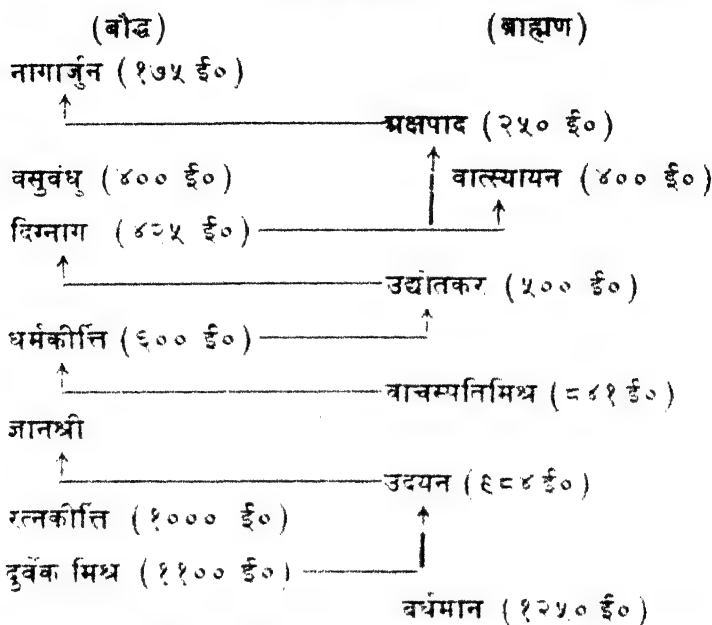 (बौद्ध) (ब्राह्मण)
नागार्जुन (१७५ ई०)
अक्षपाद (२५० ई०)
वसुबंधु (४०० ई०) वात्स्यायन (४०० ई०)
दिग्नाग (४२५ ई०)
उद्योतकर (५०० ई०)
धर्मकीर्त्ति (६०० ई०)
वाचस्पतिमिश्र (८४१ ई०)
ज्ञानश्री
उदयन (९८४ ई०)
रत्नकीर्त्ति (१००० ई०)
दुर्वेक मिश्र (११०० ई०)
वर्धमान (१२५० ई०)